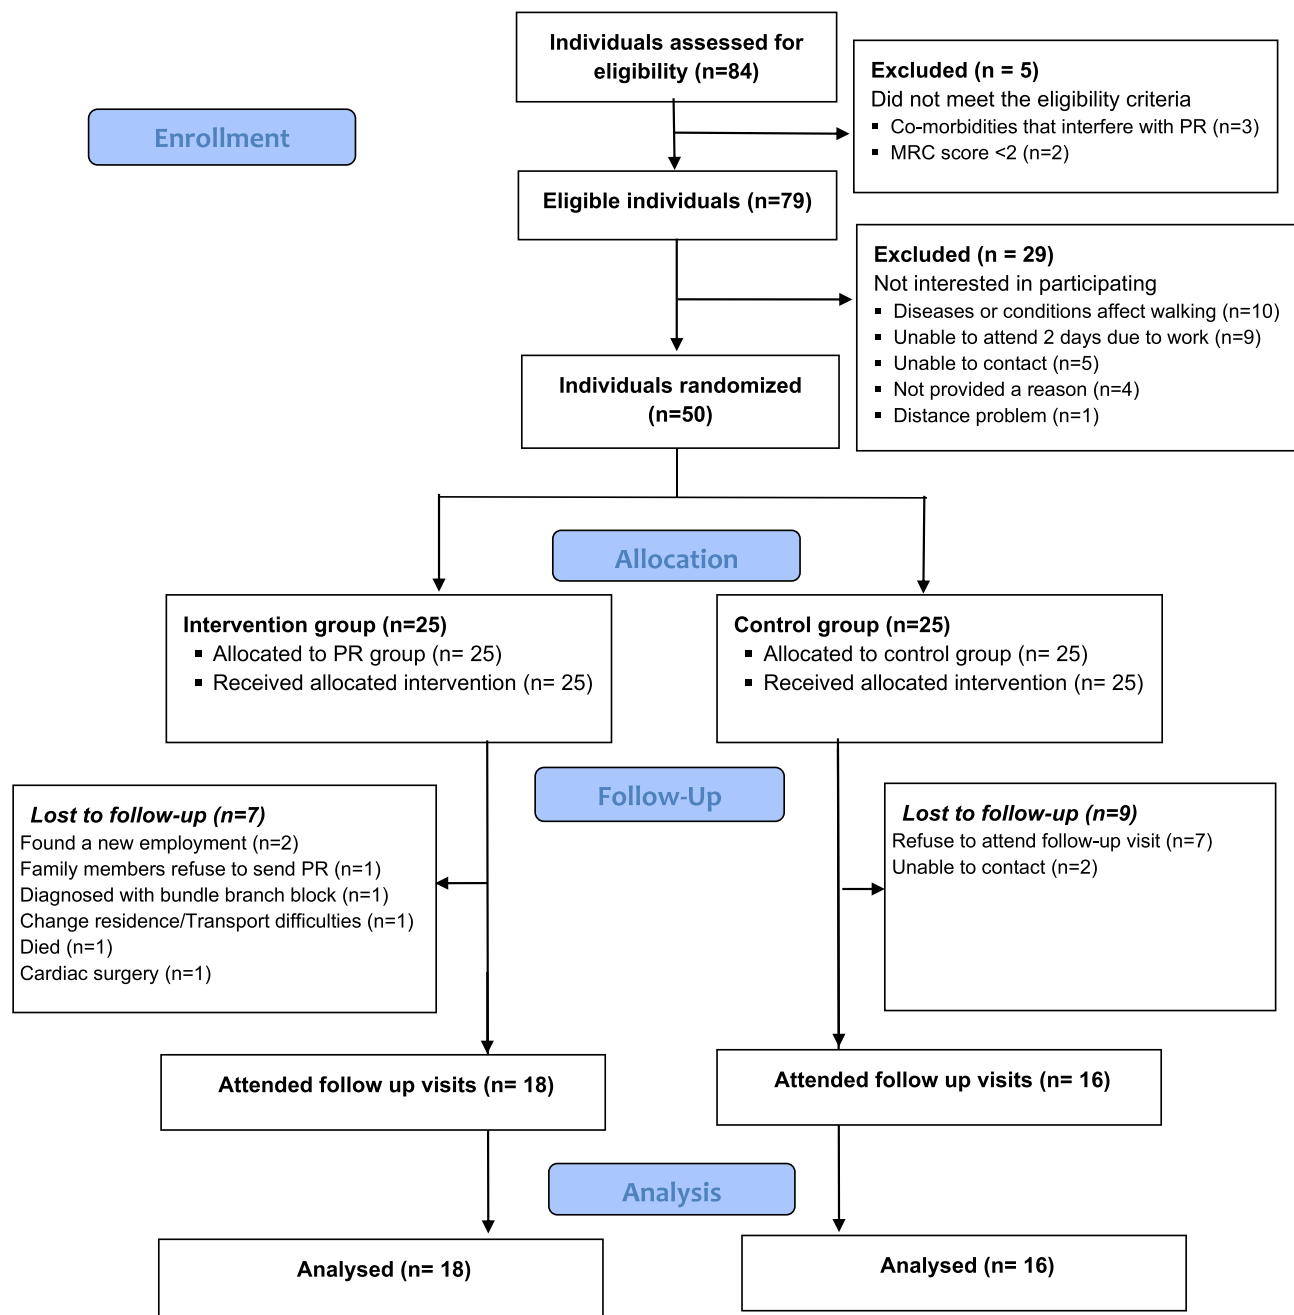 Individuals assessed for
eligibility (n=84)
Excluded (n = 5)
Did not meet the eligibility criteria
▪ Co-morbidities that interfere with PR (n=3)
▪ MRC score <2 (n=2)
Enrollment
Eligible individuals (n=79)
Excluded (n = 29)
Not interested in participating
▪ Diseases or conditions affect walking (n=10)
▪ Unable to attend 2 days due to work (n=9)
▪ Unable to contact (n=5)
▪ Not provided a reason (n=4)
▪ Distance problem (n=1)
Individuals randomized
(n=50)
Allocation
Intervention group (n=25)
▪ Allocated to PR group (n= 25)
▪ Received allocated intervention (n= 25)
Control group (n=25)
▪ Allocated to control group (n= 25)
▪ Received allocated intervention (n= 25)
Follow-Up
Lost to follow-up (n=7)
Found a new employment (n=2)
Family members refuse to send PR (n=1)
Diagnosed with bundle branch block (n=1)
Change residence/Transport difficulties (n=1)
Died (n=1)
Cardiac surgery (n=1)
Lost to follow-up (n=9)
Refuse to attend follow-up visit (n=7)
Unable to contact (n=2)
Attended follow up visits (n= 18)
Attended follow up visits (n= 16)
Analysis
Analysed (n= 18)
Analysed (n= 16)